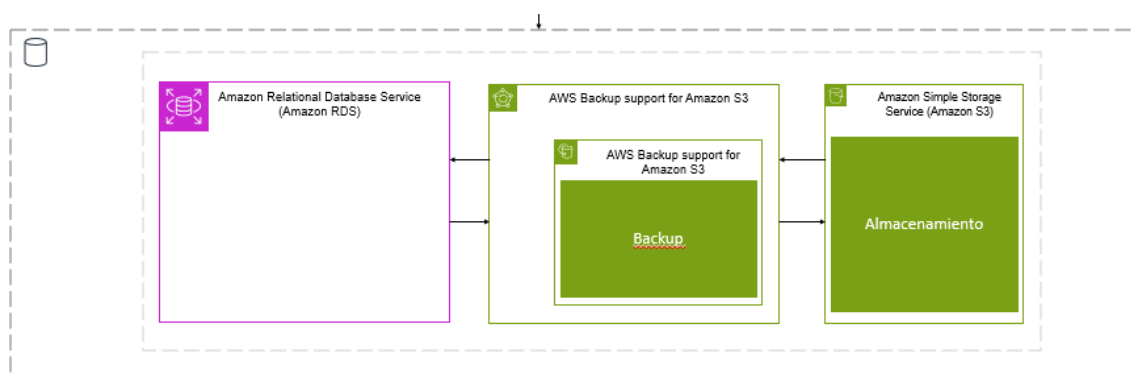 Amazon Relational Database Service
(Amazon RDS)
AWS Backup support for Amazon S3
AWS Backup support for
Amazon S3
Backup
Amazon Simple Storage
Service (Amazon S3)
Almacenamiento